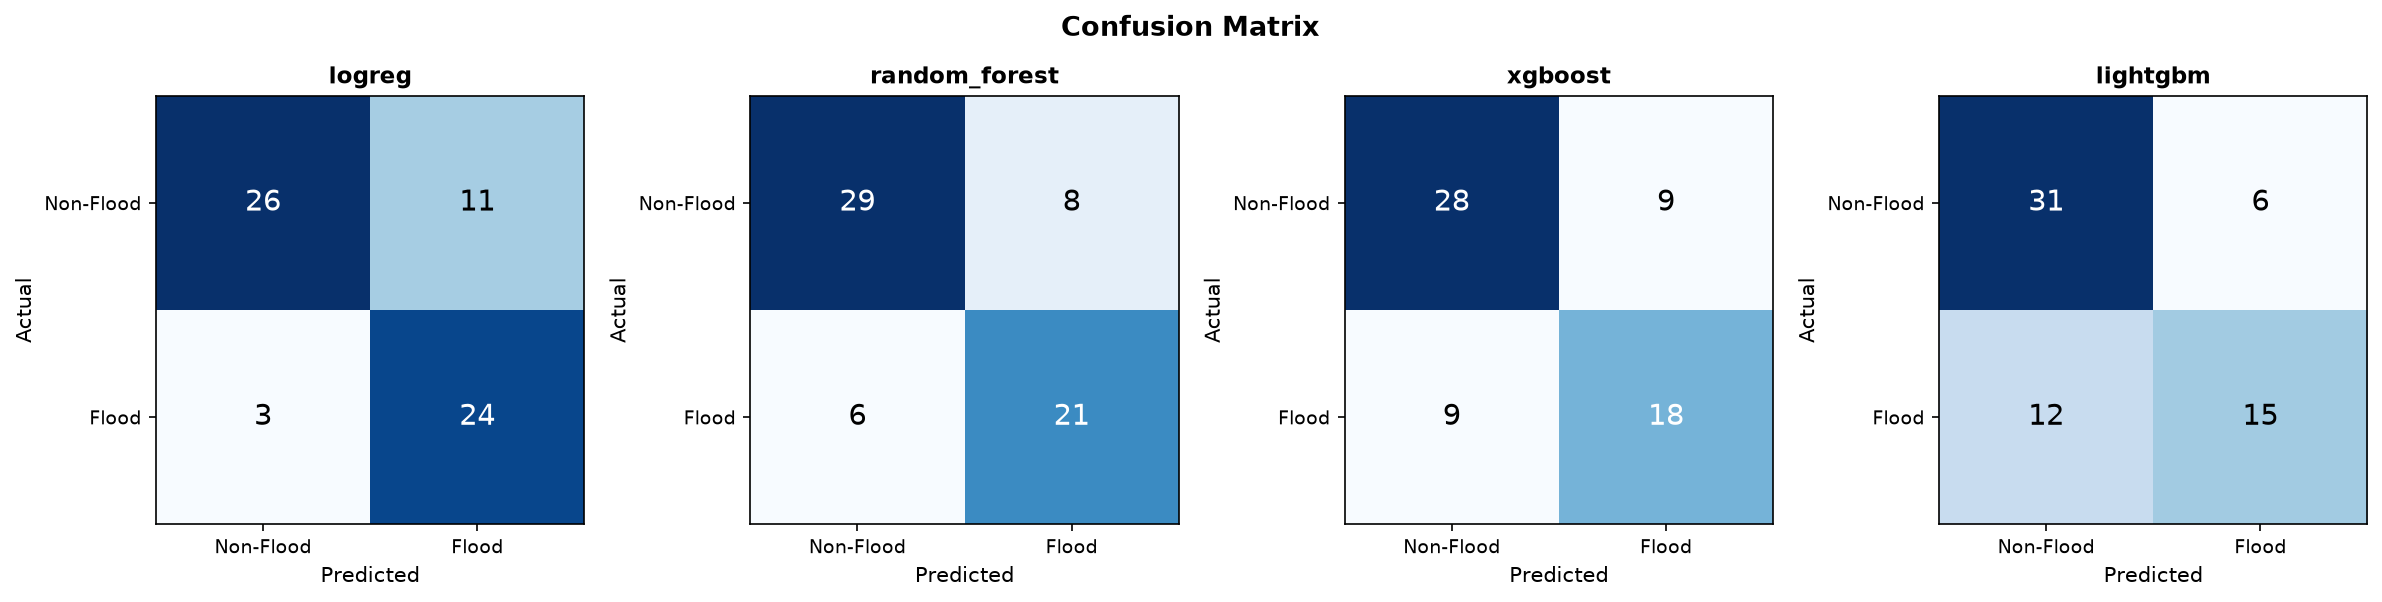 Confusion Matrix
logreg
Actual
Non-Flood
Flood
26
11
3
24
Non-Flood
Flood
Predicted
random_forest
Actual
Non-Flood
Flood
29
8
6
21
Non-Flood
Flood
Predicted
xgboost
Actual
Non-Flood
Flood
28
9
9
18
Non-Flood
Flood
Predicted
lightgbm
Actual
Non-Flood
Flood
31
6
12
15
Non-Flood
Flood
Predicted